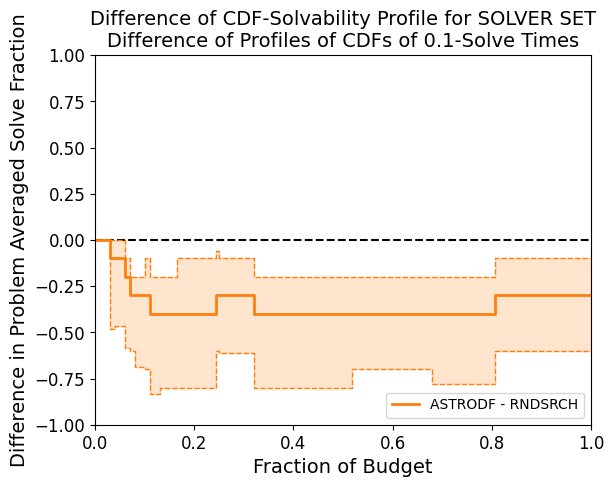 Difference of CDF-Solvability Profile for SOLVER SET
Difference of Profiles of CDFs of 0.1-Solve Times
Difference in Problem Averaged Solve Fraction
1.00
0.75
0.50
0.25
0.00
−0.25
−0.50
−0.75
−1.00
ASTRODF - RNDSRCH
0.0 0.2 0.4 0.6 0.8 1.0
Fraction of Budget